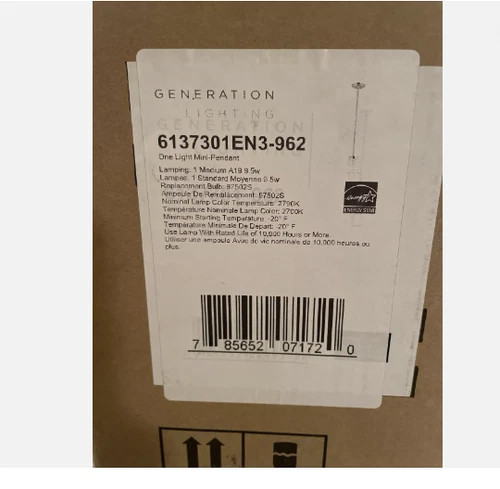 GENERATION
LIGHTING
GENERATION
6137301EN3-962
One Light Mini-Pendant
Lamping: 1 Medium A19 9.5w
Lampes: 1 Standard Moyenne 9.5w
Replacement Bulb: 97502S
Ampoule De Remplacement: 97502S
Nominal Lamp Color Temperature: 2700K
Température Nominale Lamp Color: 2700K
Minimum Starting Temperature: -20° F
Température Minimale De Départ: -20° F
Use Lamp With Rated Life of 10,000 Hours or More.
Utiliser une ampoule Avec de vie nominale de 10,000 heures ou
plus.
ENERGY STAR
7 85652 07172 0